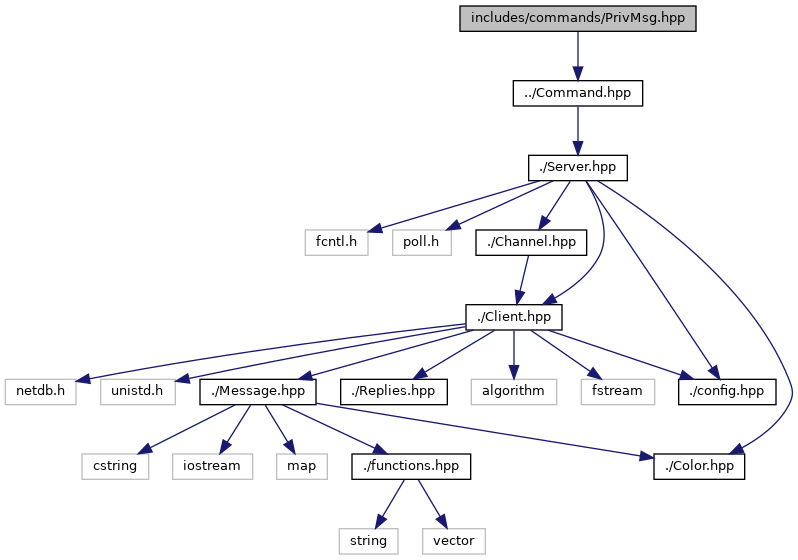 includes/commands/PrivMsg.hpp
../Command.hpp
./Server.hpp
fcntl.h
poll.h
./Channel.hpp
./Client.hpp
netdb.h
unistd.h
./Message.hpp
./Replies.hpp
algorithm
fstream
./config.hpp
cstring
iostream
map
./functions.hpp
./Color.hpp
string
vector